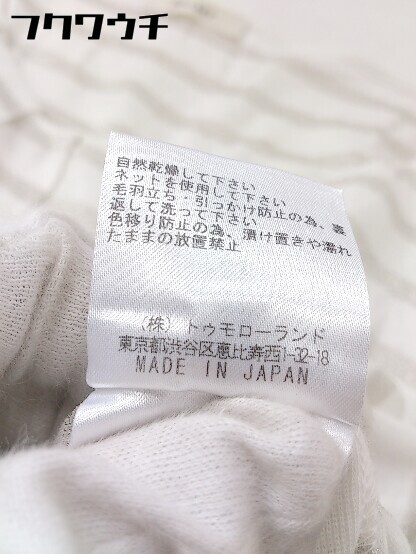 フクワウチ
自然乾燥して下さい
ネットを使用して下さい
毛羽立ち・引っかけ防止の為、裏
返して洗って下さい
色移り防止の為、漬け置きや濡れ
たままの放置禁止
(株) トゥモローランド
東京都渋谷区恵比寿西1-32-18
MADE IN JAPAN